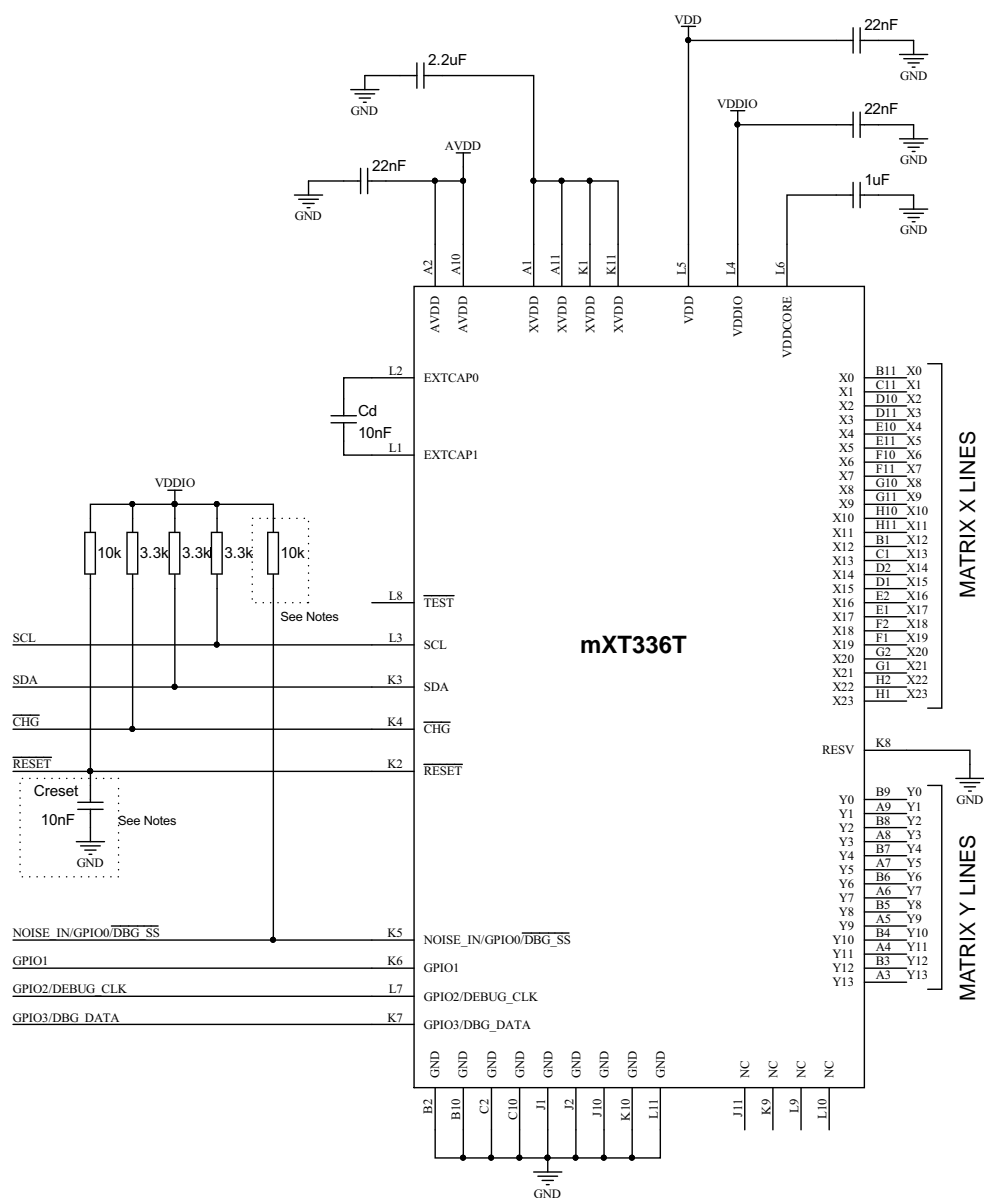 VDD
22nF
GND
2.2uF
GND
VDDIO
22nF
GND
AVDD
22nF
GND
1uF
GND
A2
A10
A1
A11
K1
K11
L5
L4
L6
AVDD
AVDD
XVDD
XVDD
XVDD
XVDD
VDD
VDDIO
VDDCORE
L2 EXTCAP0
Cd
10nF
L1 EXTCAP1
VDDIO
10k 3.3k 3.3k 3.3k 10k
See Notes
L8 TEST
SCL L3 SCL
SDA K3 SDA
CHG K4 CHG
RESET K2 RESET
Creset
10nF
See Notes
GND
NOISE_IN/GPIO0/DBG_SS K5 NOISE_IN/GPIO0/DBG_SS
GPIO1 K6 GPIO1
GPIO2/DEBUG_CLK L7 GPIO2/DEBUG_CLK
GPIO3/DBG_DATA K7 GPIO3/DBG_DATA
mXT336T
X0 B11 X0
X1 C11 X1
X2 D10 X2
X3 D11 X3
X4 E10 X4
X5 E11 X5
X6 F10 X6
X7 F11 X7
X8 G10 X8
X9 G11 X9
X10 H10 X10
X11 H11 X11
X12 B1 X12
X13 C1 X13
X14 D2 X14
X15 D1 X15
X16 E2 X16
X17 E1 X17
X18 F2 X18
X19 F1 X19
X20 G2 X20
X21 G1 X21
X22 H2 X22
X23 H1 X23
MATRIX X LINES
RESV K8
GND
Y0 B9 Y0
Y1 A9 Y1
Y2 B8 Y2
Y3 A8 Y3
Y4 B7 Y4
Y5 A7 Y5
Y6 B6 Y6
Y7 A6 Y7
Y8 B5 Y8
Y9 A5 Y9
Y10 B4 Y10
Y11 A4 Y11
Y12 B3 Y12
Y13 A3 Y13
MATRIX Y LINES
GND
GND
GND
GND
GND
GND
GND
GND
GND
NC
NC
NC
NC
B2
B10
C2
C10
J1
J2
J10
K10
L11
J11
K9
L9
L10
GND